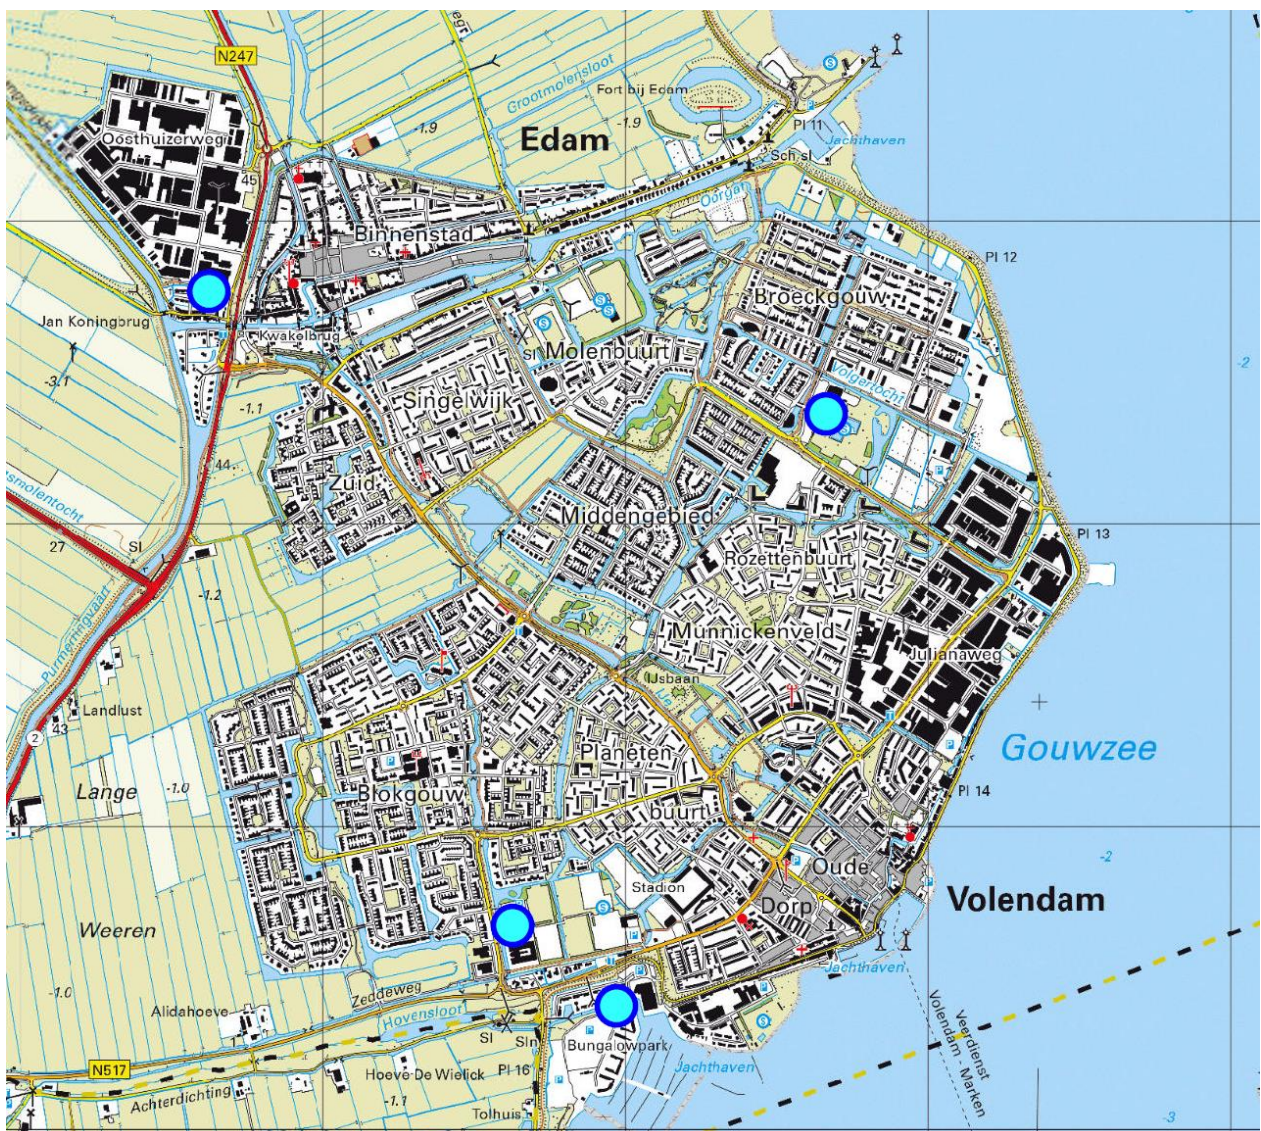 N247
Grootmolensloot
Fort bij Edam
-1.9
-1.9
Edam
PI 11
Jachthaven
Oosthuizerweg
Sch.sl
45
Oorgat
Binnenstad
PI 12
Broeckgouw
Jan Koningbrug
Kwakelbrug
Sl
Molenbuurt
-2
-3.1
Volgertocht
Singelwijk
-1.1
44
Zuid
Middengebied
27
Sl
PI 13
Rozettenbuurt
-1.2
Purmerringvaart
Munnickenveld
Julianaweg
IJsbaan
Landlust
43
2
Gouwzee
Planeten
Lange
-1.0
Blokgouw
PI 14
buurt
-2
Oude
Stadion
Dorp
Volendam
Weeren
Jachthaven
-1.0
Zeddeweg
Alidahoeve
Hovensloot
1
Sl
Sln
Bungalowpark
Veerdienst
Volendam - Marken
N517
Hoeve De Wielick
PI 16
Jachthaven
Achterdichting
-1.1
Tolhuis
-3